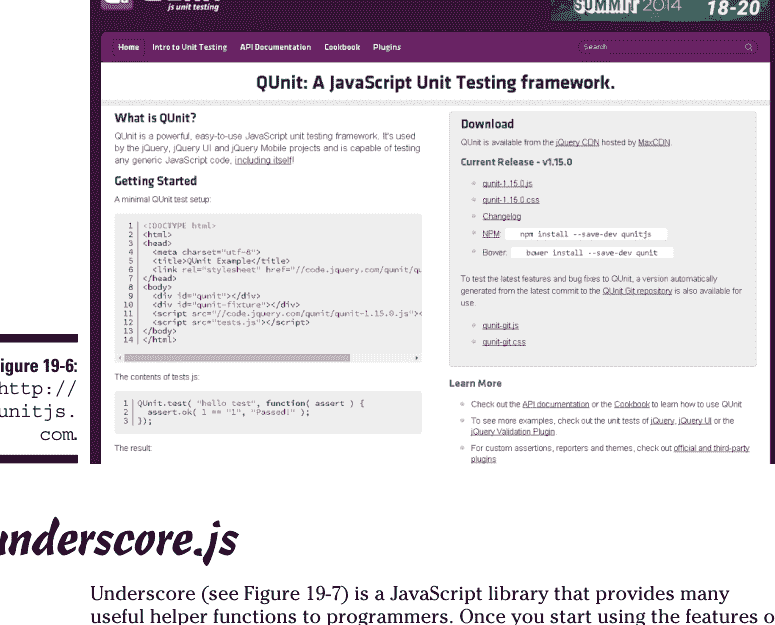 js unit testing
SUMMIT 2014 18-20
Home Intro to Unit Testing API Documentation Cookbook Plugins
Search
QUnit: A JavaScript Unit Testing framework.
What is QUnit?
QUnit is a powerful, easy-to-use JavaScript unit testing framework. It's used
by the jQuery, jQuery UI and jQuery Mobile projects and is capable of testing
any generic JavaScript code, including itself!
Getting Started
A minimal QUnit test setup:
1 <!DOCTYPE html>
2 <html>
3 <head>
4 <meta charset="utf-8">
5 <title>QUnit Example</title>
6 <link rel="stylesheet" href="//code.jquery.com/qunit/qu
7 </head>
8 <body>
9 <div id="qunit"></div>
10 <div id="qunit-fixture"></div>
11 <script src="//code.jquery.com/qunit/qunit-1.15.0.js"><
12 <script src="tests.js"></script>
13 </body>
14 </html>
The contents of tests.js:
1 QUnit.test( "hello test", function( assert ) {
2 assert.ok( 1 == "1", "Passed!" );
3 });
The result:
Download
QUnit is available from the jQuery CDN hosted by MaxCDN.
Current Release - v1.15.0
qunit-1.15.0.js
qunit-1.15.0.css
Changelog
NPM: npm install --save-dev qunitjs
Bower: bower install --save-dev qunit
To test the latest features and bug fixes to QUnit, a version automatically
generated from the latest commit to the QUnit Git repository is also available for
use.
qunit-git.js
qunit-git.css
Learn More
Check out the API documentation or the Cookbook to learn how to use QUnit
To see more examples, check out the unit tests of jQuery, jQuery UI or the
jQuery Validation Plugin.
For custom assertions, reporters and themes, check out official and third-party
plugins
igure 19-6:
http://
unitjs.
com.
underscore.js
Underscore (see Figure 19-7) is a JavaScript library that provides many
useful helper functions to programmers. Once you start using the features o